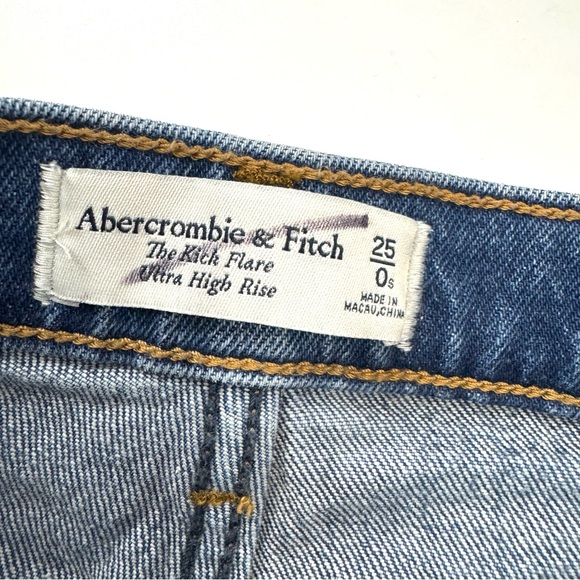 Abercrombie & Fitch
The Kick Flare
Ultra High Rise
25
0s
MADE IN
MACAU,CHINA